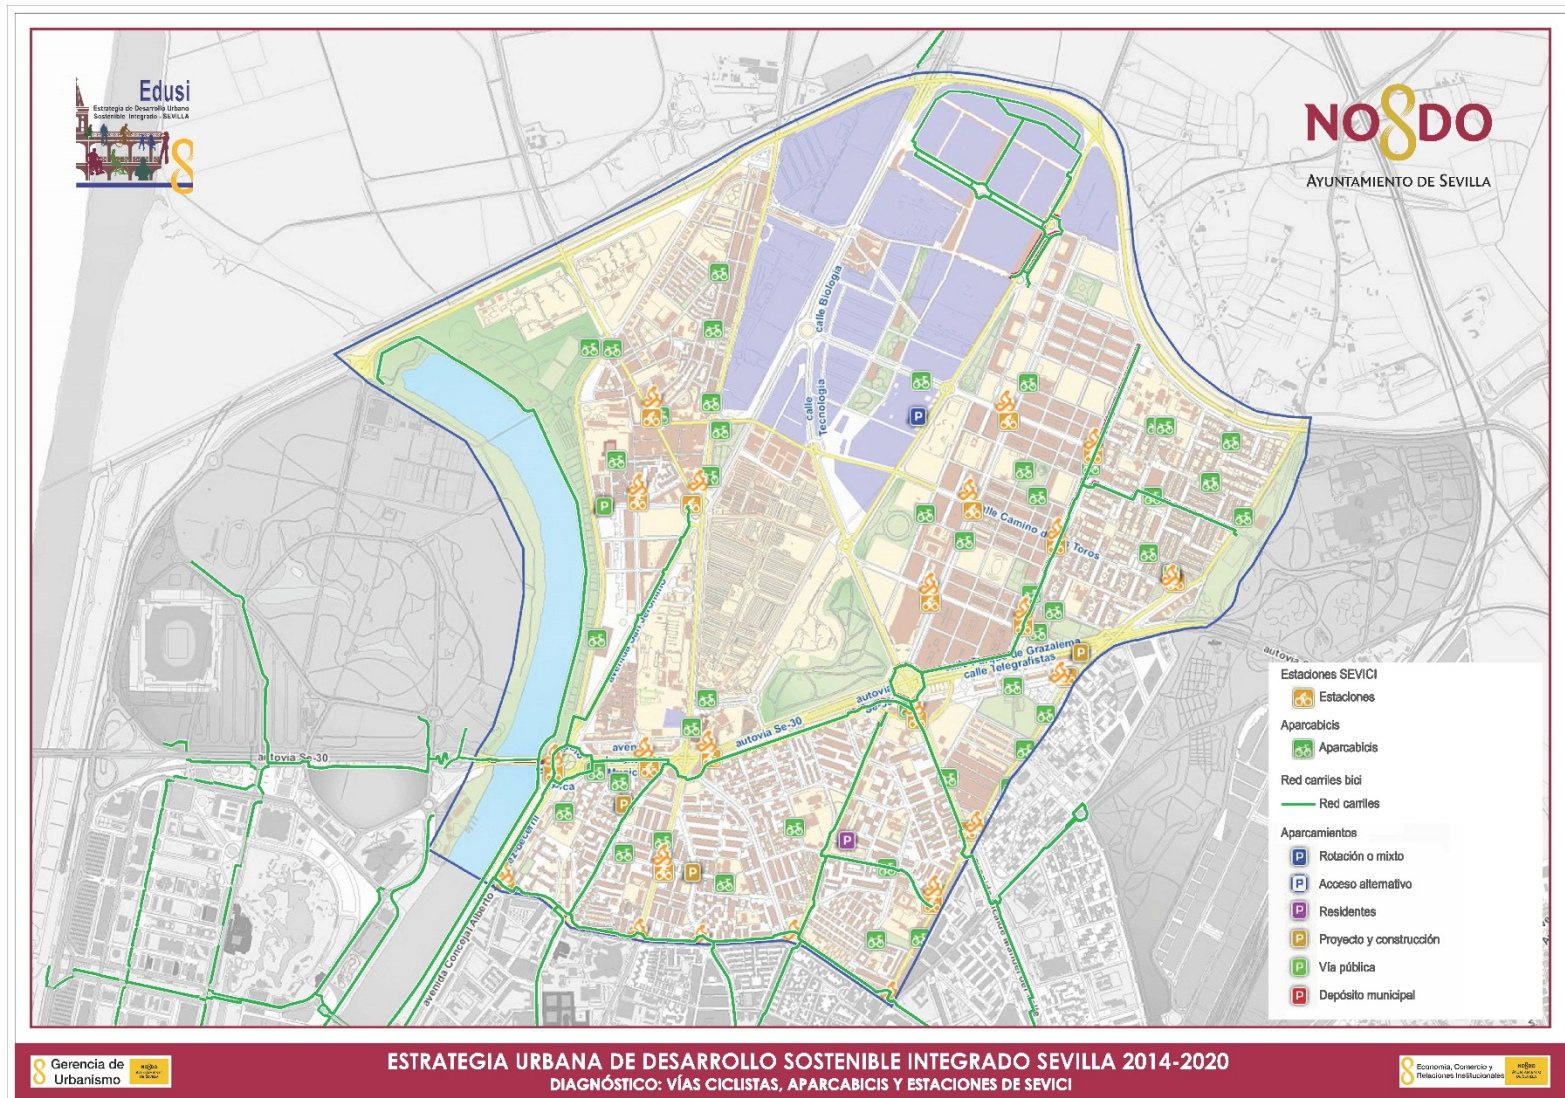 Edusi
Estrategia de Desarrollo Urbano
Sostenible Integrado - SEVILLA
NO8DO
AYUNTAMIENTO DE SEVILLA
calle Biología
calle
Tecnología
calle Camino de los Toros
avenida San Jerónimo
de Grazalema
calle Telegrafistas
autovía
autovía Se-30
autovía Se-30
aven
autovía S
avenida Concejal Alberto
Estaciones SEVICI
Estaciones
Aparcabicis
Aparcabicis
Red carriles bici
Red carriles
Aparcamientos
P Rotación o mixto
P Acceso alternativo
P Residentes
P Proyecto y construcción
P Vía pública
P Depósito municipal
Gerencia de
Urbanismo
NO8DO
ESTRATEGIA URBANA DE DESARROLLO SOSTENIBLE INTEGRADO SEVILLA 2014-2020
DIAGNÓSTICO: VÍAS CICLISTAS, APARCABICIS Y ESTACIONES DE SEVICI
Economía, Comercio y
Relaciones Institucionales
NO8DO